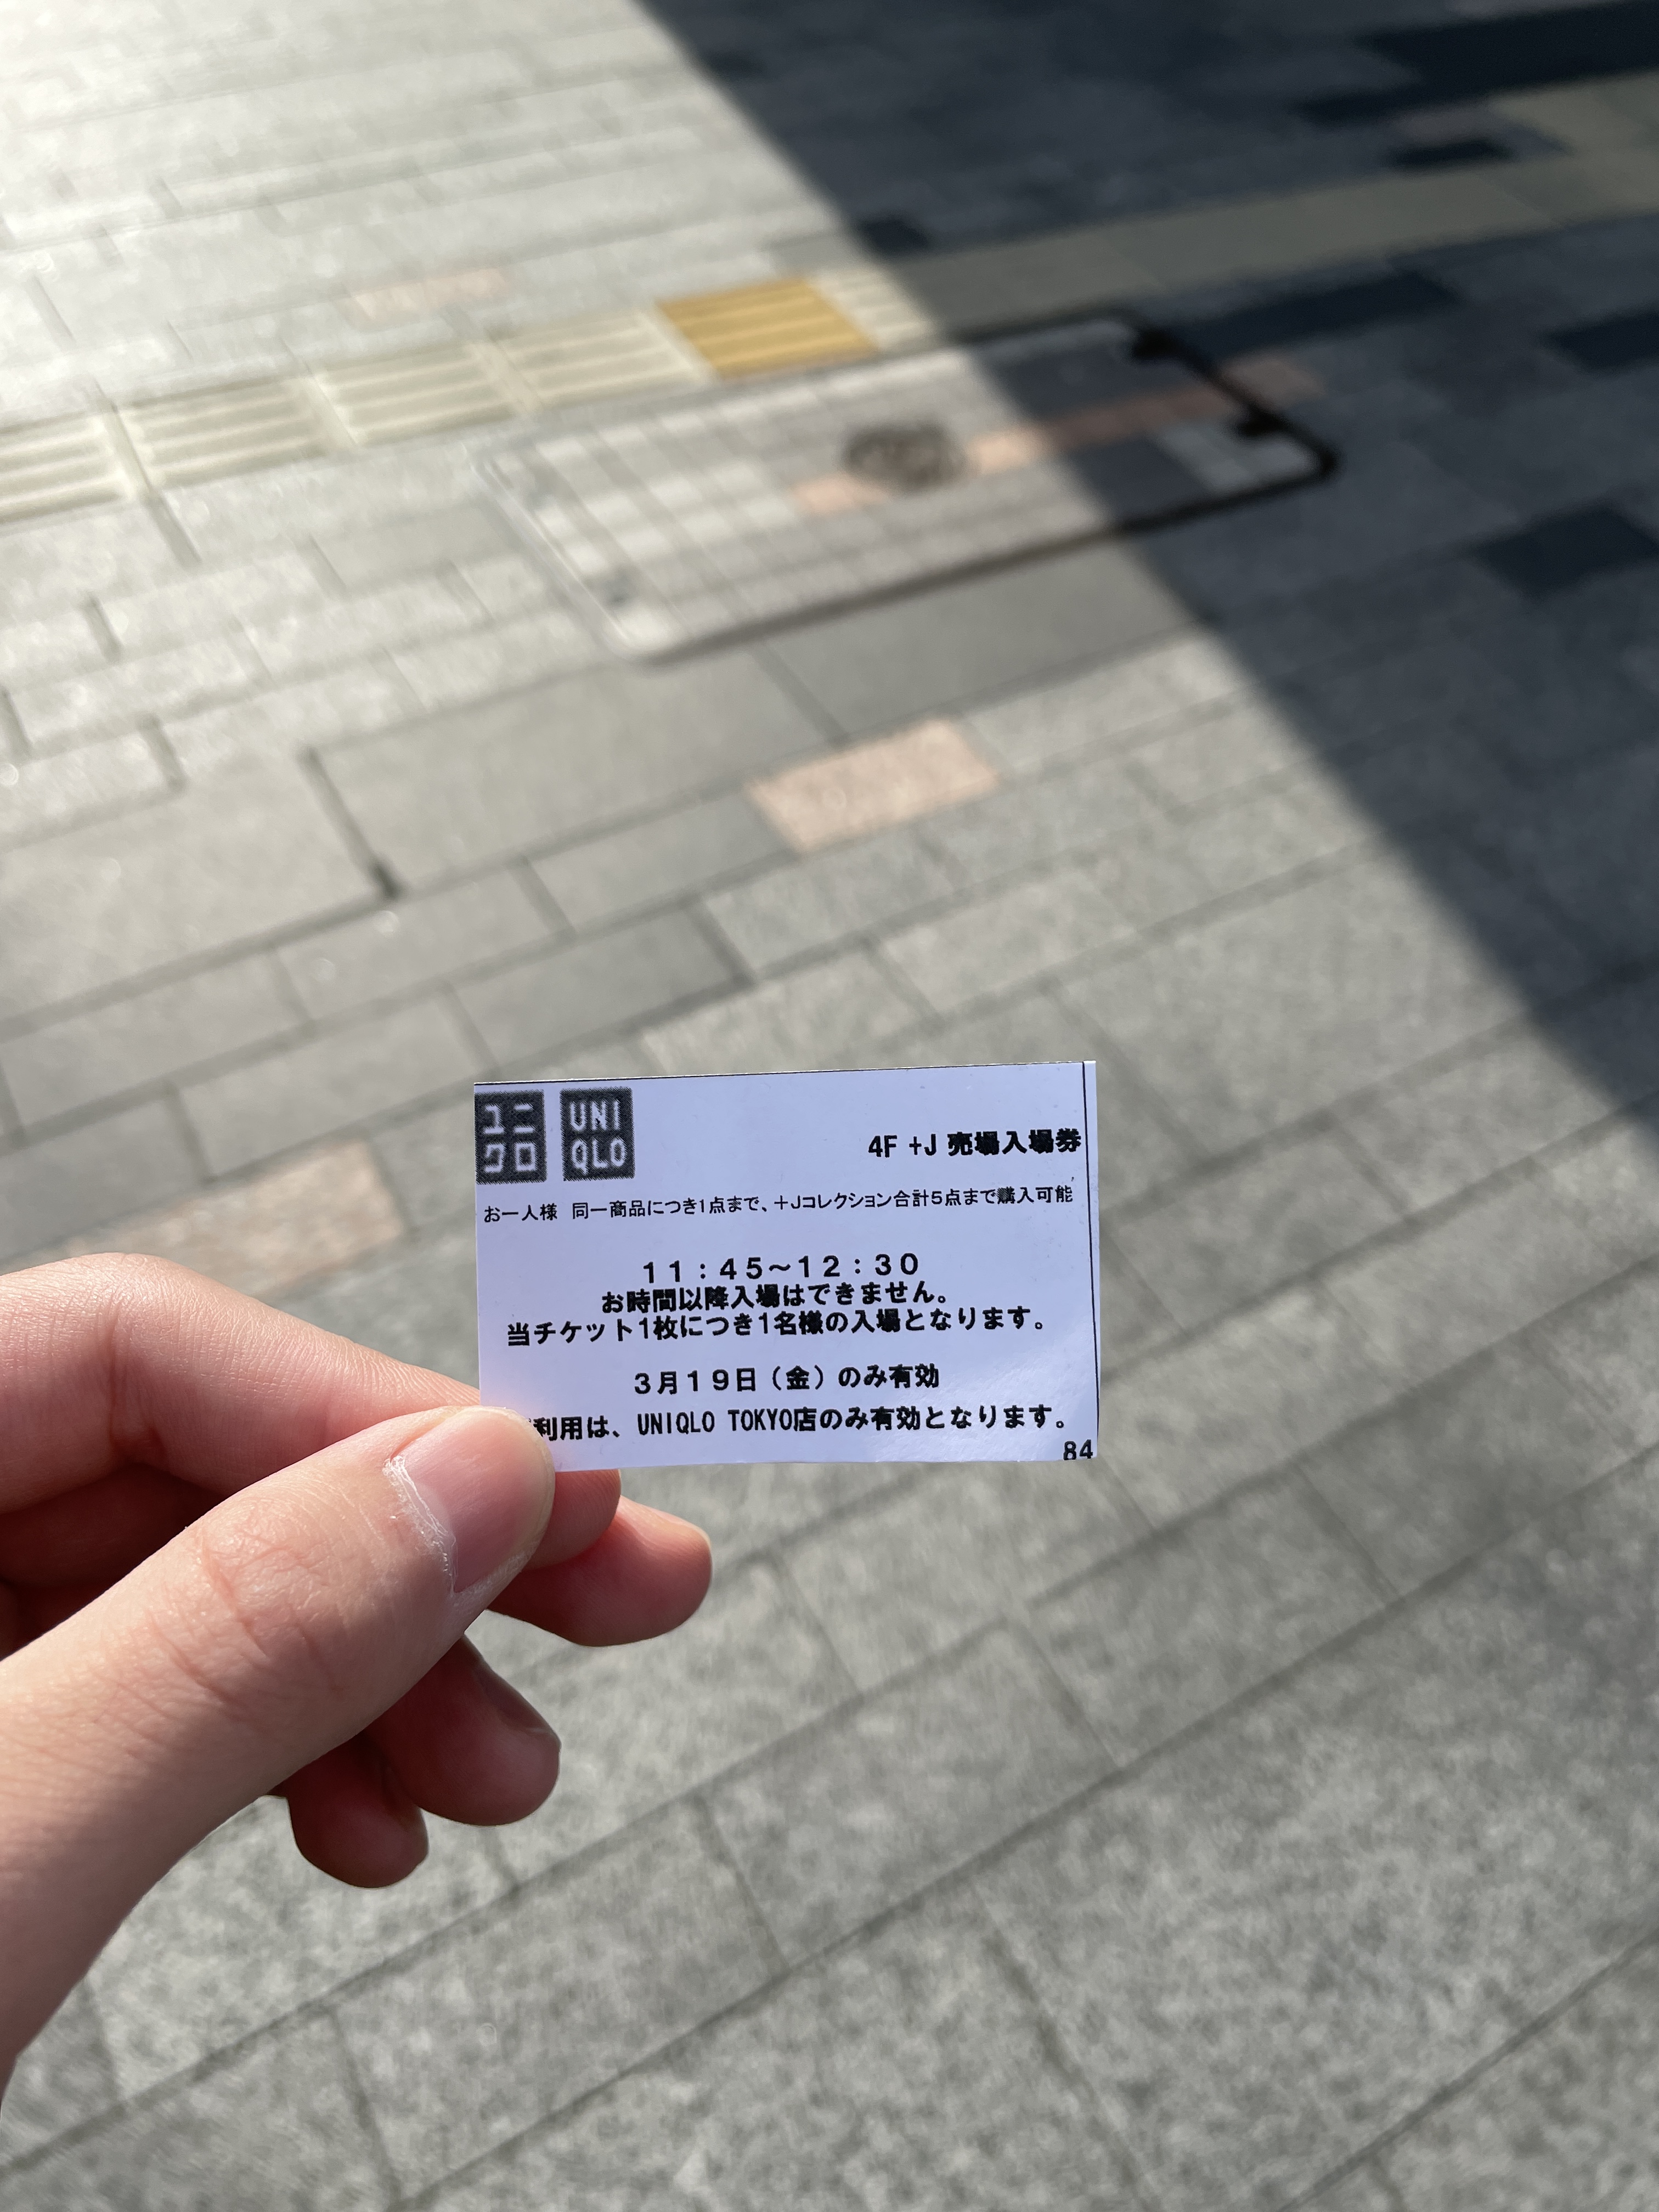 ユニ
クロ
UNI
QLO
4F +J 売場入場券
お一人様 同一商品につき1点まで、+Jコレクション合計5点まで購入可能
11:45~12:30
お時間以降入場はできません。
当チケット1枚につき1名様の入場となります。
3月19日(金)のみ有効
利用は、UNIQLO TOKYO店のみ有効となります。
84